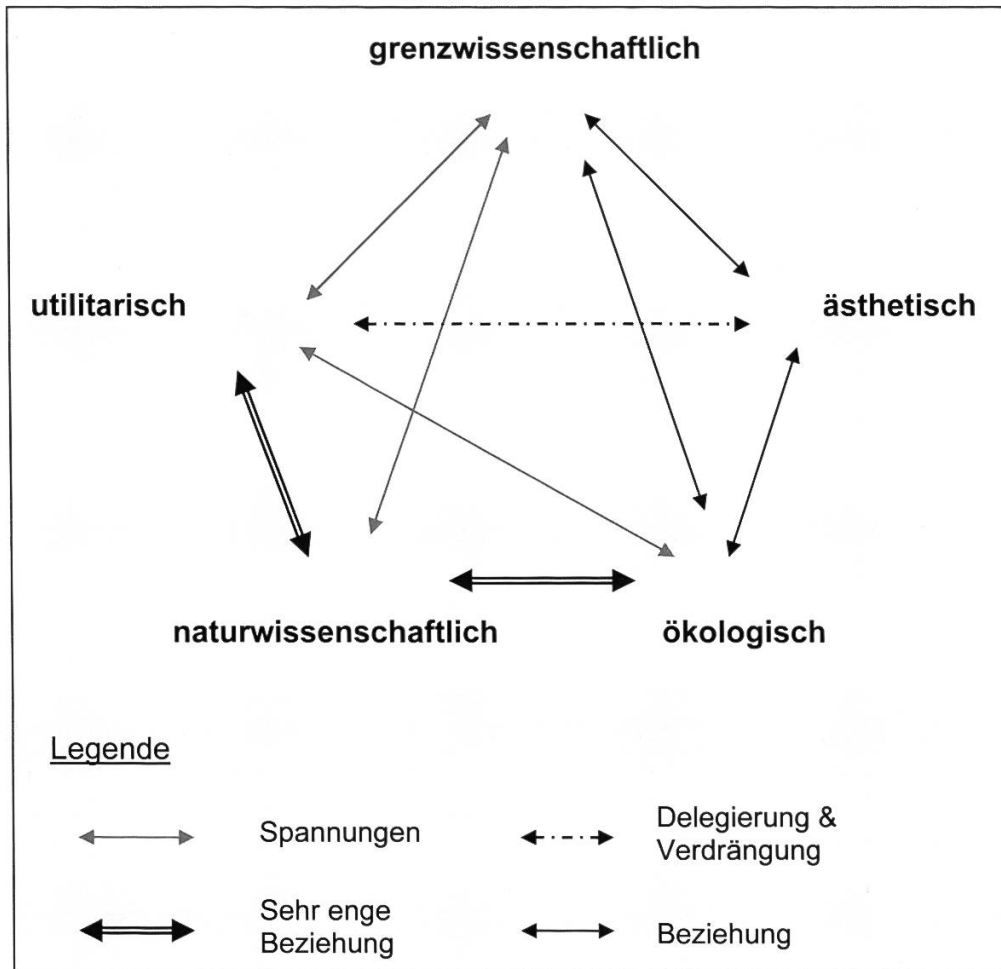 grenzwissenschaftlich
utilitarisch
ästhetisch
naturwissenschaftlich
ökologisch
Legende
Spannungen
Delegierung &
Verdrängung
Sehr enge
Beziehung
Beziehung